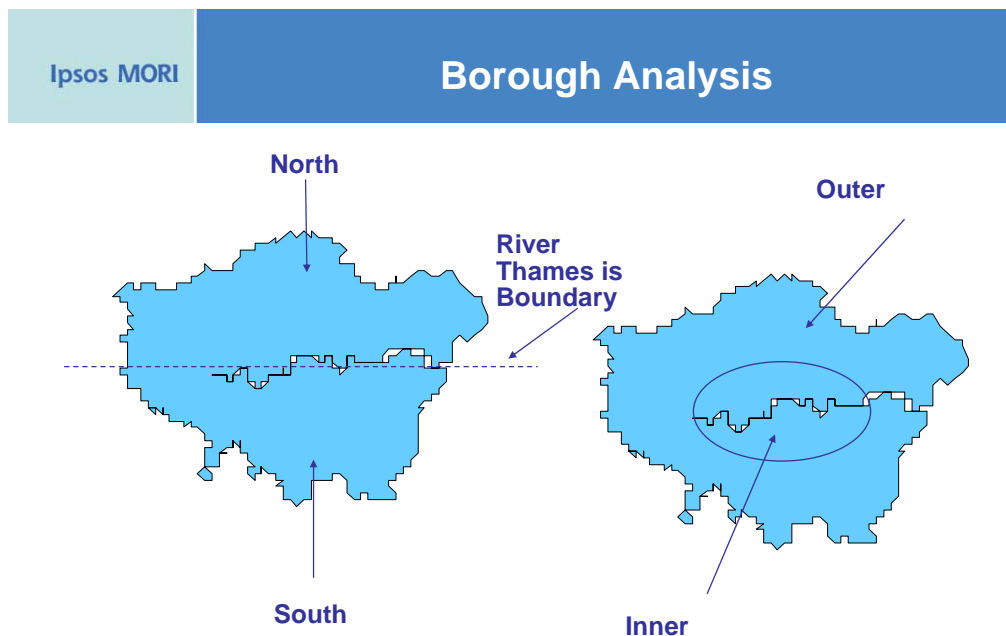 Ipsos MORI
Borough Analysis
North
River
Thames is
Boundary
South
Outer
Inner